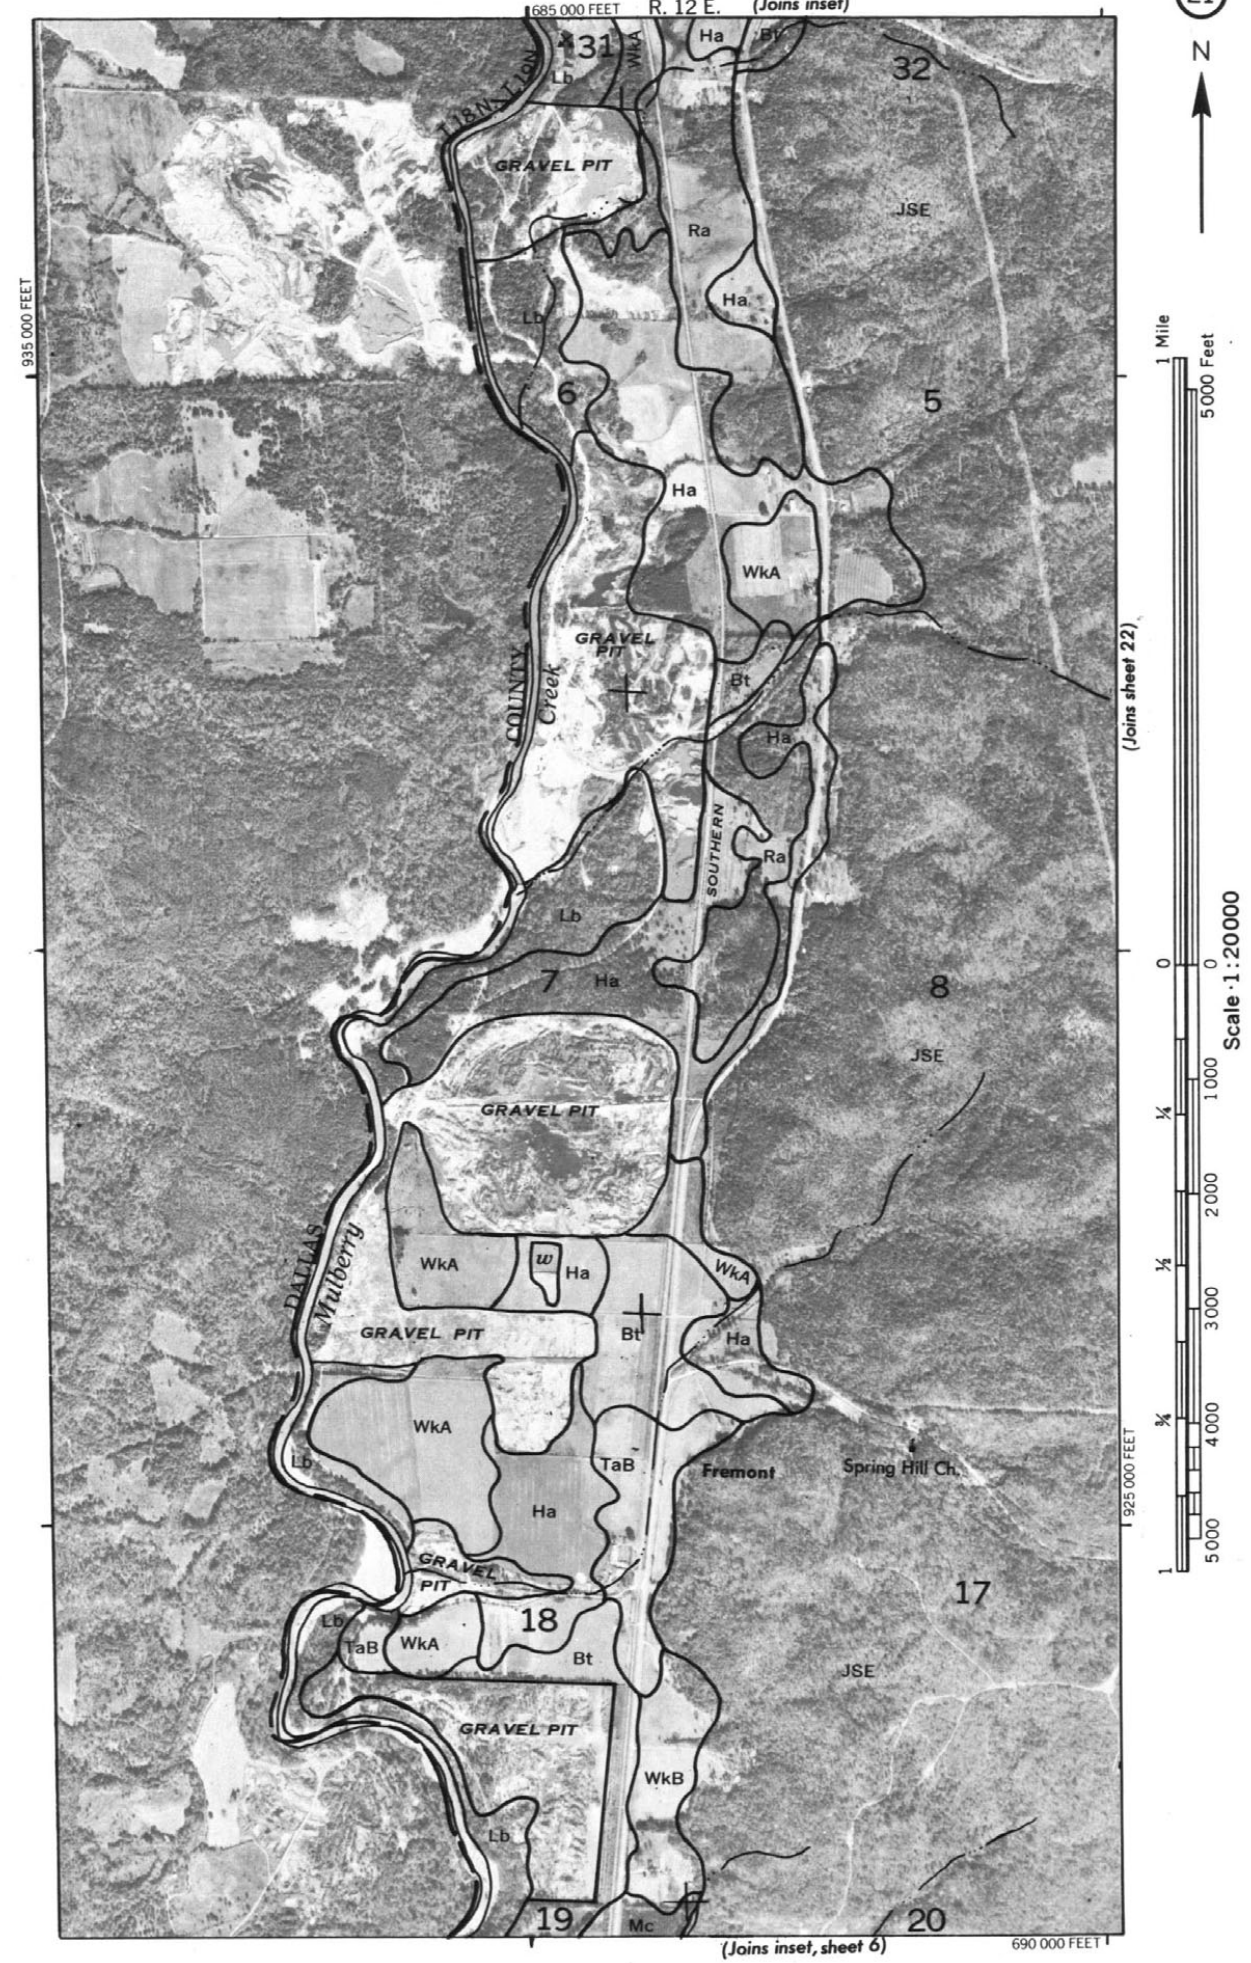 685 000 FEET
R. 12 E.
(Joins inset)
21
N
31
WkA
Ha
Bt
32
Lb
T.19N.
T.18N.
GRAVEL PIT
JSE
Ra
Ha
935 000 FEET
Lb
1 Mile
5000 Feet
6
5
Ha
WkA
GRAVEL
PIT
(Joins sheet 22)
COUNTY
Creek
Bt
Ha
SOUTHERN
Ra
Lb
7
Ha
8
0
0
Scale · 1:20000
JSE
GRAVEL PIT
1000
¼
2000
DALLAS
Mulberry
WkA
w
Ha
WkA
½
3000
GRAVEL PIT
Bt
Ha
WkA
¾
4000
Lb
TaB
Fremont
Spring Hill Ch.
925 000 FEET
Ha
5000
1
GRAVEL
PIT
17
Lb
18
TaB
WkA
Bt
JSE
GRAVEL PIT
WkB
Lb
19
Mc
20
(Joins inset, sheet 6)
690 000 FEET